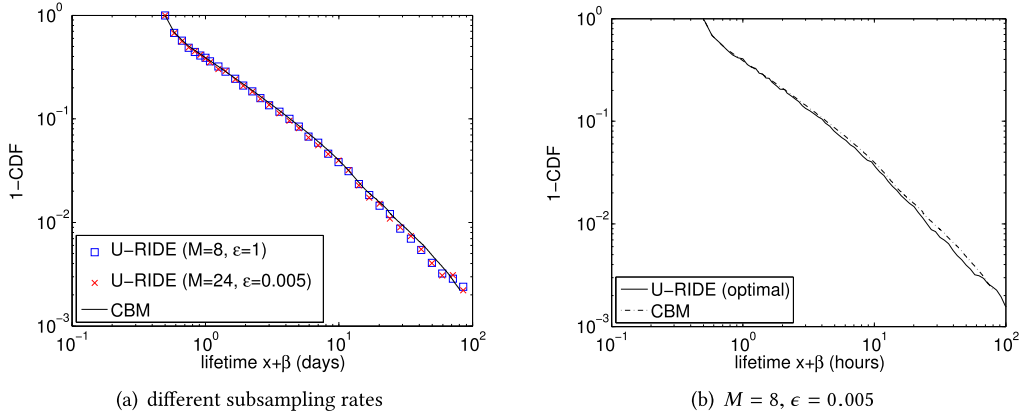 10^0
10^-1
10^-2
10^-3
1−CDF
U−RIDE (M=8, ε=1)
U−RIDE (M=24, ε=0.005)
CBM
10^-1 10^0 10^1 10^2
lifetime x+β (days)
(a) different subsampling rates
10^0
10^-1
10^-2
10^-3
1−CDF
U−RIDE (optimal)
CBM
10^-1 10^0 10^1 10^2
lifetime x+β (hours)
(b) M = 8, ϵ = 0.005